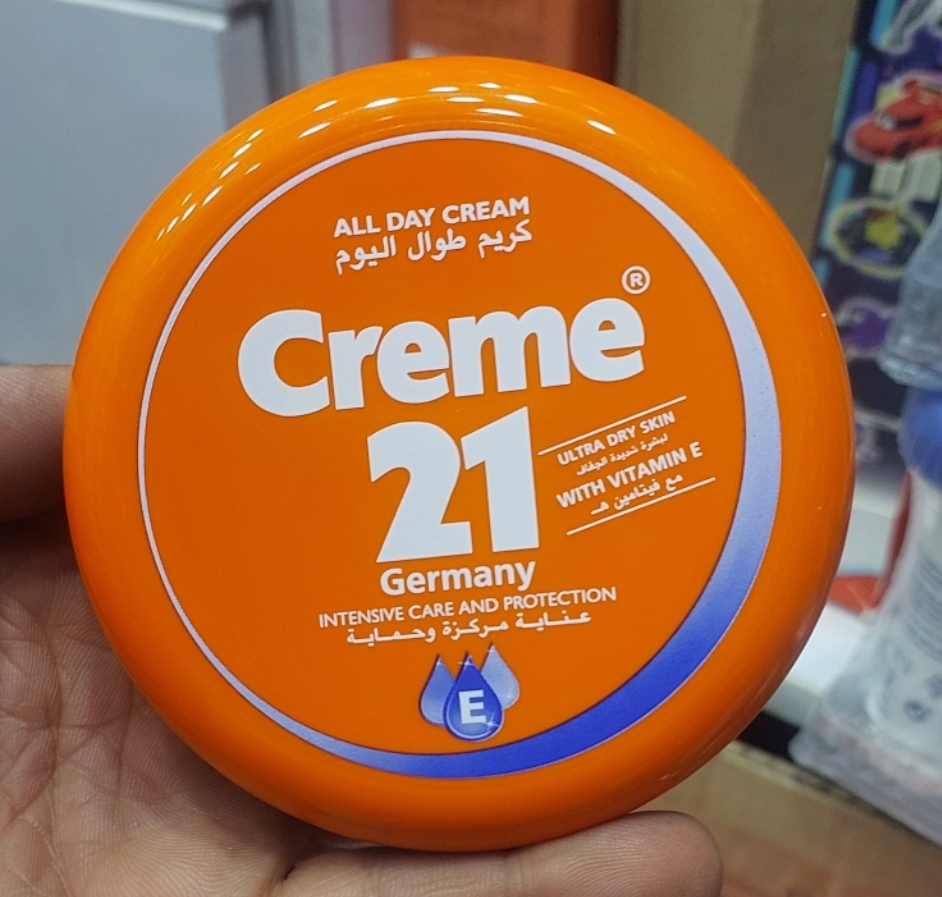 ALL DAY CREAM
كريم طوال اليوم
Creme®
21
ULTRA DRY SKIN
لبشرة شديدة الجفاف
WITH VITAMIN E
مع فيتامين هـ
Germany
INTENSIVE CARE AND PROTECTION
عناية مركزة وحماية
E